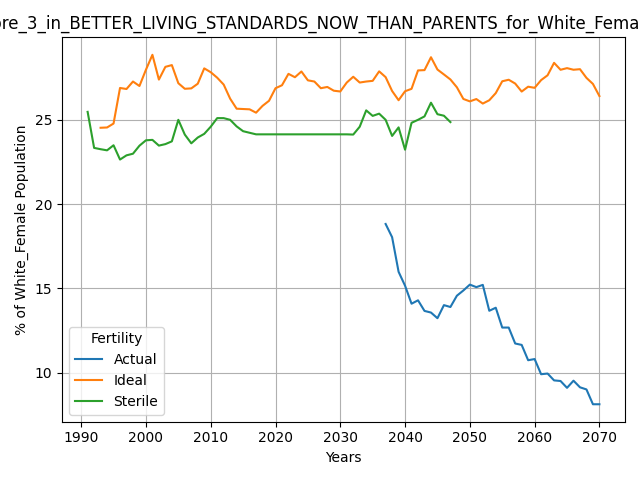 ore_3_in_BETTER_LIVING_STANDARDS_NOW_THAN_PARENTS_for_White_Fema
% of White_Female Population
25
20
15
10
Fertility
Actual
Ideal
Sterile
1990 2000 2010 2020 2030 2040 2050 2060 2070
Years